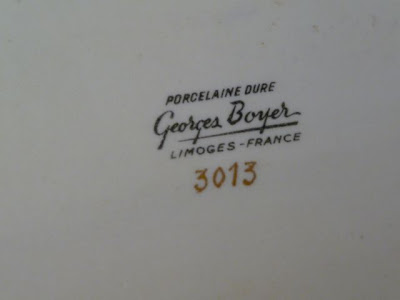 PORCELAINE DURE
Georges Boyer
LIMOGES-FRANCE
3013